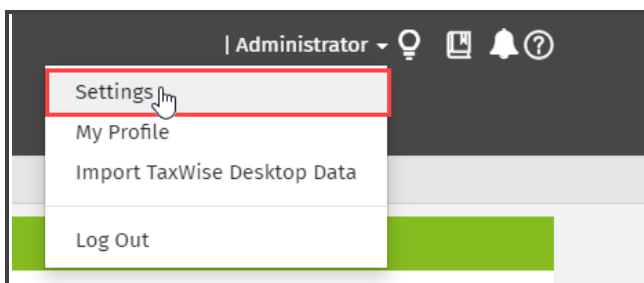 | Administrator
Settings
My Profile
Import TaxWise Desktop Data
Log Out